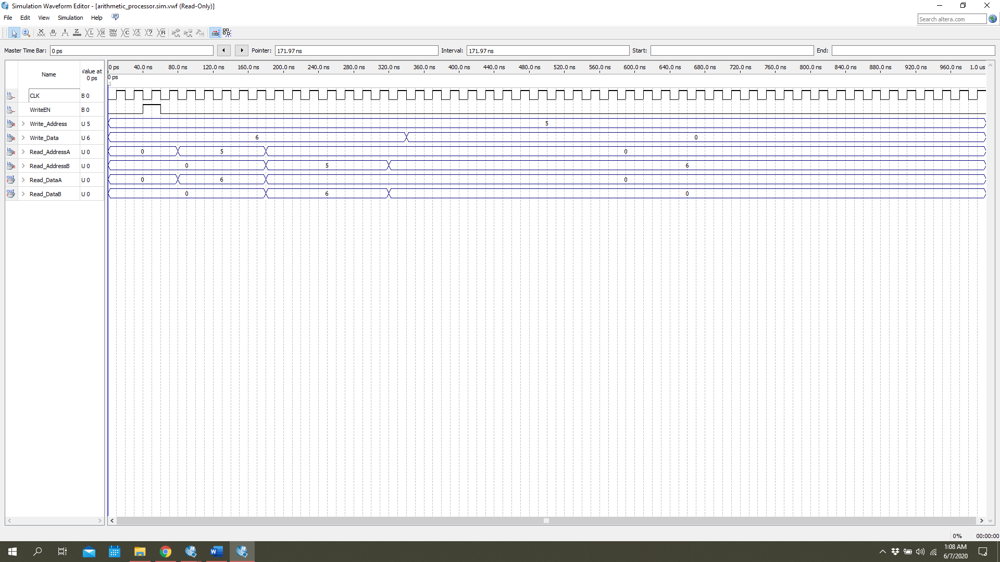 Simulation Waveform Editor - [arithmetic_processor.sim.vwf (Read-Only)]
File Edit View Simulation Help
Search altera.com
Master Time Bar: 0 ps Pointer: 171.97 ns Interval: 171.97 ns Start: End:
Name Value at 0 ps
0 ps 40.0 ns 80.0 ns 120.0 ns 160.0 ns 200.0 ns 240.0 ns 280.0 ns 320.0 ns 360.0 ns 400.0 ns 440.0 ns 480.0 ns 520.0 ns 560.0 ns 600.0 ns 640.0 ns 680.0 ns 720.0 ns 760.0 ns 800.0 ns 840.0 ns 880.0 ns 920.0 ns 960.0 ns 1.0 us
0 ps
in CLK B 0
in WriteEN B 0
in Write_Address U 5 5
in Write_Data U 6 6 0
in Read_AddressA U 0 0 5 0
in Read_AddressB U 0 0 5 6
out Read_DataA U 0 0 6 0
out Read_DataB U 0 0 6 0
0% 00:00:00
1:08 AM
6/7/2020